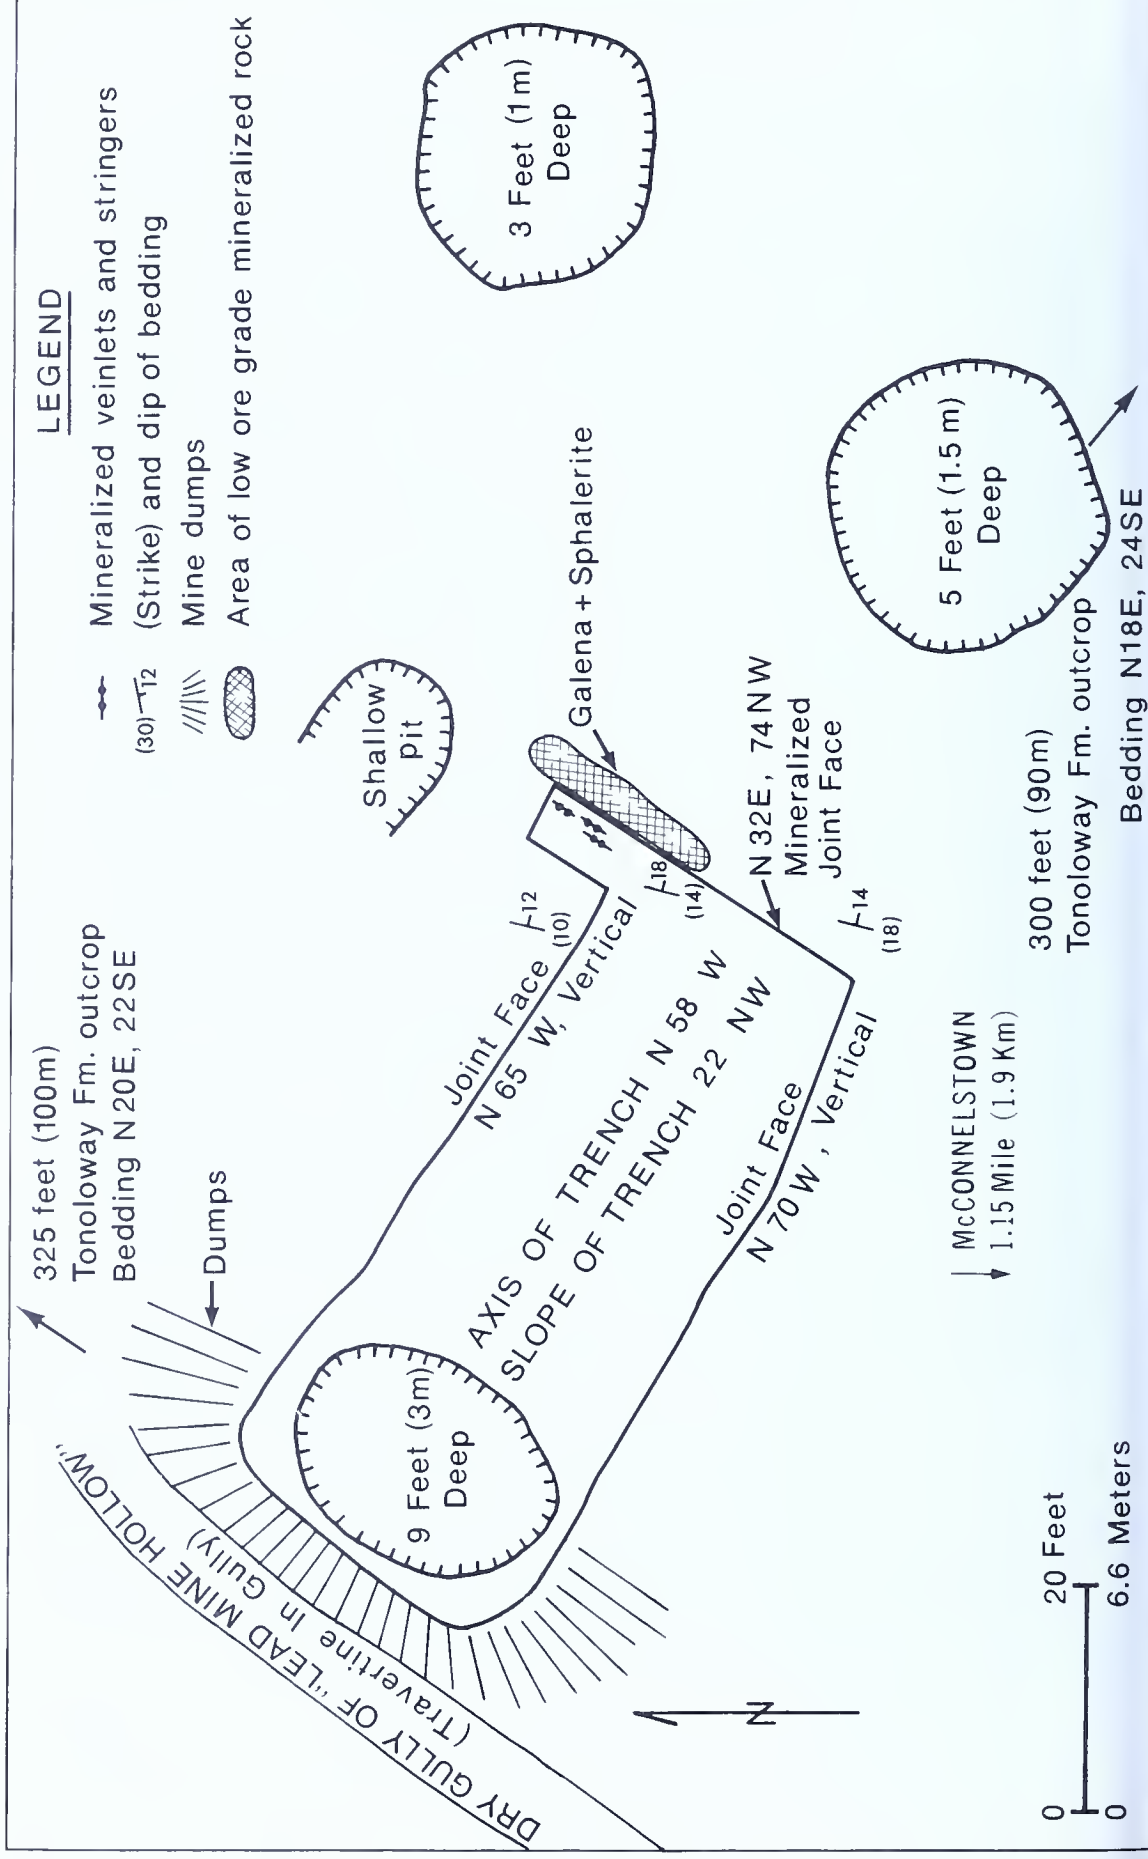 LEGEND
Mineralized veinlets and stringers
(30) 12 (Strike) and dip of bedding
Mine dumps
Area of low ore grade mineralized rock
325 feet (100m)
Tonoloway Fm. outcrop
Bedding N20E, 22SE
Dumps
DRY GULLY OF "LEAD MINE HOLLOW"
(Travertine In Gully)
9 Feet (3m)
Deep
AXIS OF TRENCH N 58 W
SLOPE OF TRENCH 22 NW
Joint Face
N 65 W, Vertical
Joint Face
N 70 W, Vertical
12
(10)
18
(14)
14
(18)
Shallow
pit
Galena + Sphalerite
N 32E, 74 NW
Mineralized
Joint Face
3 Feet (1m)
Deep
5 Feet (1.5 m)
Deep
300 feet (90m)
Tonoloway Fm. outcrop
Bedding N18E, 24SE
McCONNELSTOWN
1.15 Mile (1.9 Km)
N
0 20 Feet
0 6.6 Meters